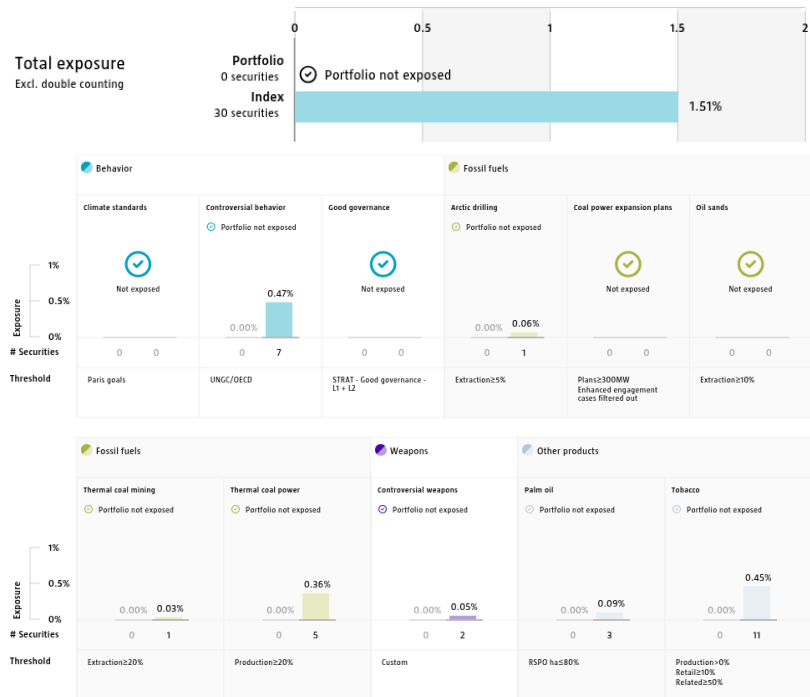 0 0.5 1 1.5 2
Total exposure
Excl. double counting
Portfolio
0 securities
Portfolio not exposed
Index
30 securities
1.51%
Behavior
Fossil fuels
Climate standards
Controversial behavior
Good governance
Arctic drilling
Coal power expansion plans
Oil sands
Portfolio not exposed
Portfolio not exposed
Not exposed
Not exposed
Not exposed
Not exposed
Exposure
1%
0.5%
0%
0.00% 0.47%
0.00% 0.06%
# Securities 0 0 0 7 0 0 0 1 0 0 0 0
Threshold
Paris goals
UNGC/OECD
STRAT - Good governance -
L1 + L2
Extraction≥5%
Plans≥300MW
Enhanced engagement
cases filtered out
Extraction≥10%
Fossil fuels
Weapons
Other products
Thermal coal mining
Thermal coal power
Controversial weapons
Palm oil
Tobacco
Portfolio not exposed
Portfolio not exposed
Portfolio not exposed
Portfolio not exposed
Portfolio not exposed
Exposure
1%
0.5%
0%
0.00% 0.03%
0.00% 0.36%
0.00% 0.05%
0.00% 0.09%
0.00% 0.45%
# Securities 0 1 0 5 0 2 0 3 0 11
Threshold
Extraction≥20%
Production≥20%
Custom
RSPO ha≤80%
Production>0%
Retail≥10%
Related≥50%